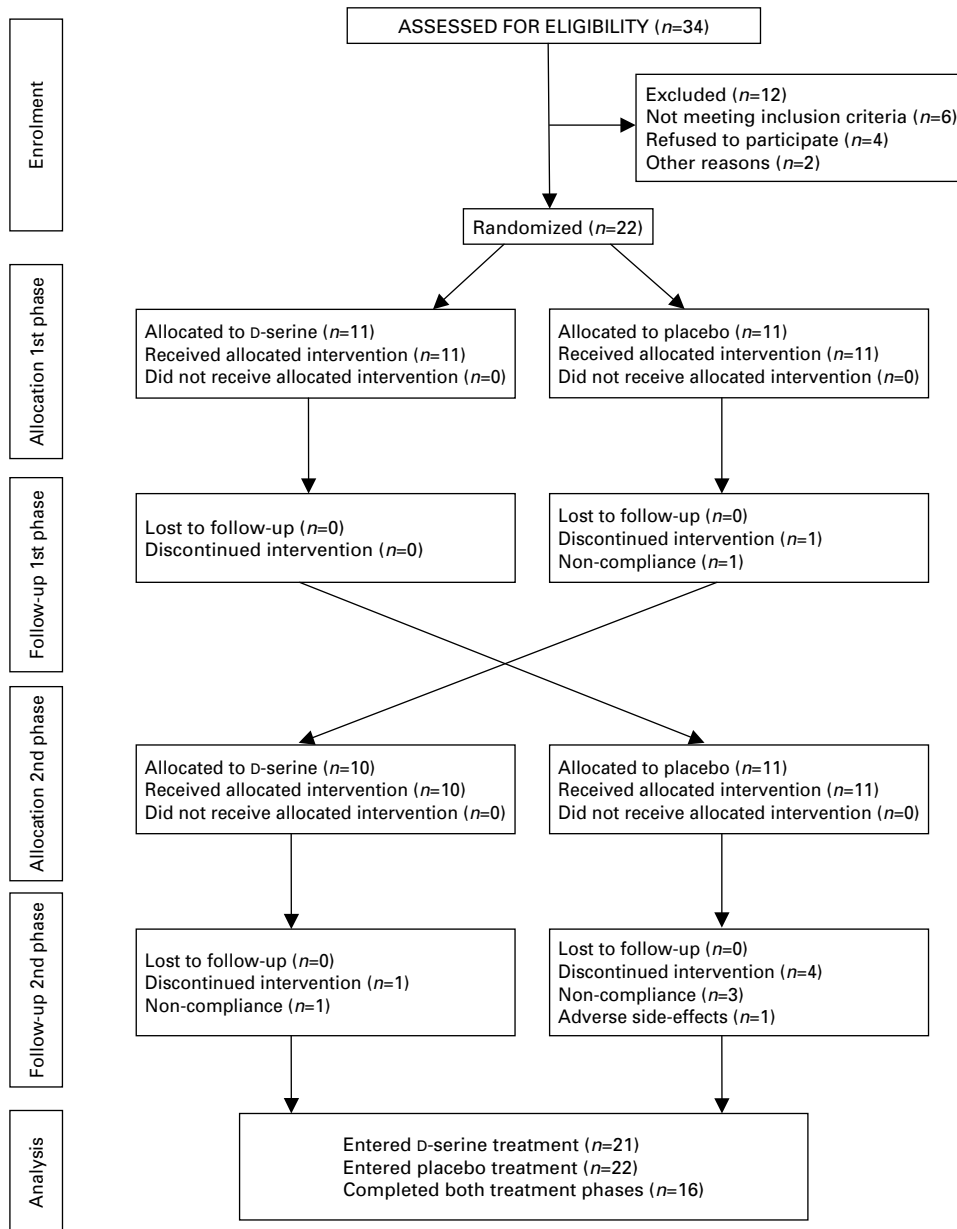 Enrolment
ASSESSED FOR ELIGIBILITY (n=34)
Excluded (n=12)
Not meeting inclusion criteria (n=6)
Refused to participate (n=4)
Other reasons (n=2)
Randomized (n=22)
Allocation 1st phase
Allocated to D-serine (n=11)
Received allocated intervention (n=11)
Did not receive allocated intervention (n=0)
Allocated to placebo (n=11)
Received allocated intervention (n=11)
Did not receive allocated intervention (n=0)
Follow-up 1st phase
Lost to follow-up (n=0)
Discontinued intervention (n=0)
Lost to follow-up (n=0)
Discontinued intervention (n=1)
Non-compliance (n=1)
Allocation 2nd phase
Allocated to D-serine (n=10)
Received allocated intervention (n=10)
Did not receive allocated intervention (n=0)
Allocated to placebo (n=11)
Received allocated intervention (n=11)
Did not receive allocated intervention (n=0)
Follow-up 2nd phase
Lost to follow-up (n=0)
Discontinued intervention (n=1)
Non-compliance (n=1)
Lost to follow-up (n=0)
Discontinued intervention (n=4)
Non-compliance (n=3)
Adverse side-effects (n=1)
Analysis
Entered D-serine treatment (n=21)
Entered placebo treatment (n=22)
Completed both treatment phases (n=16)